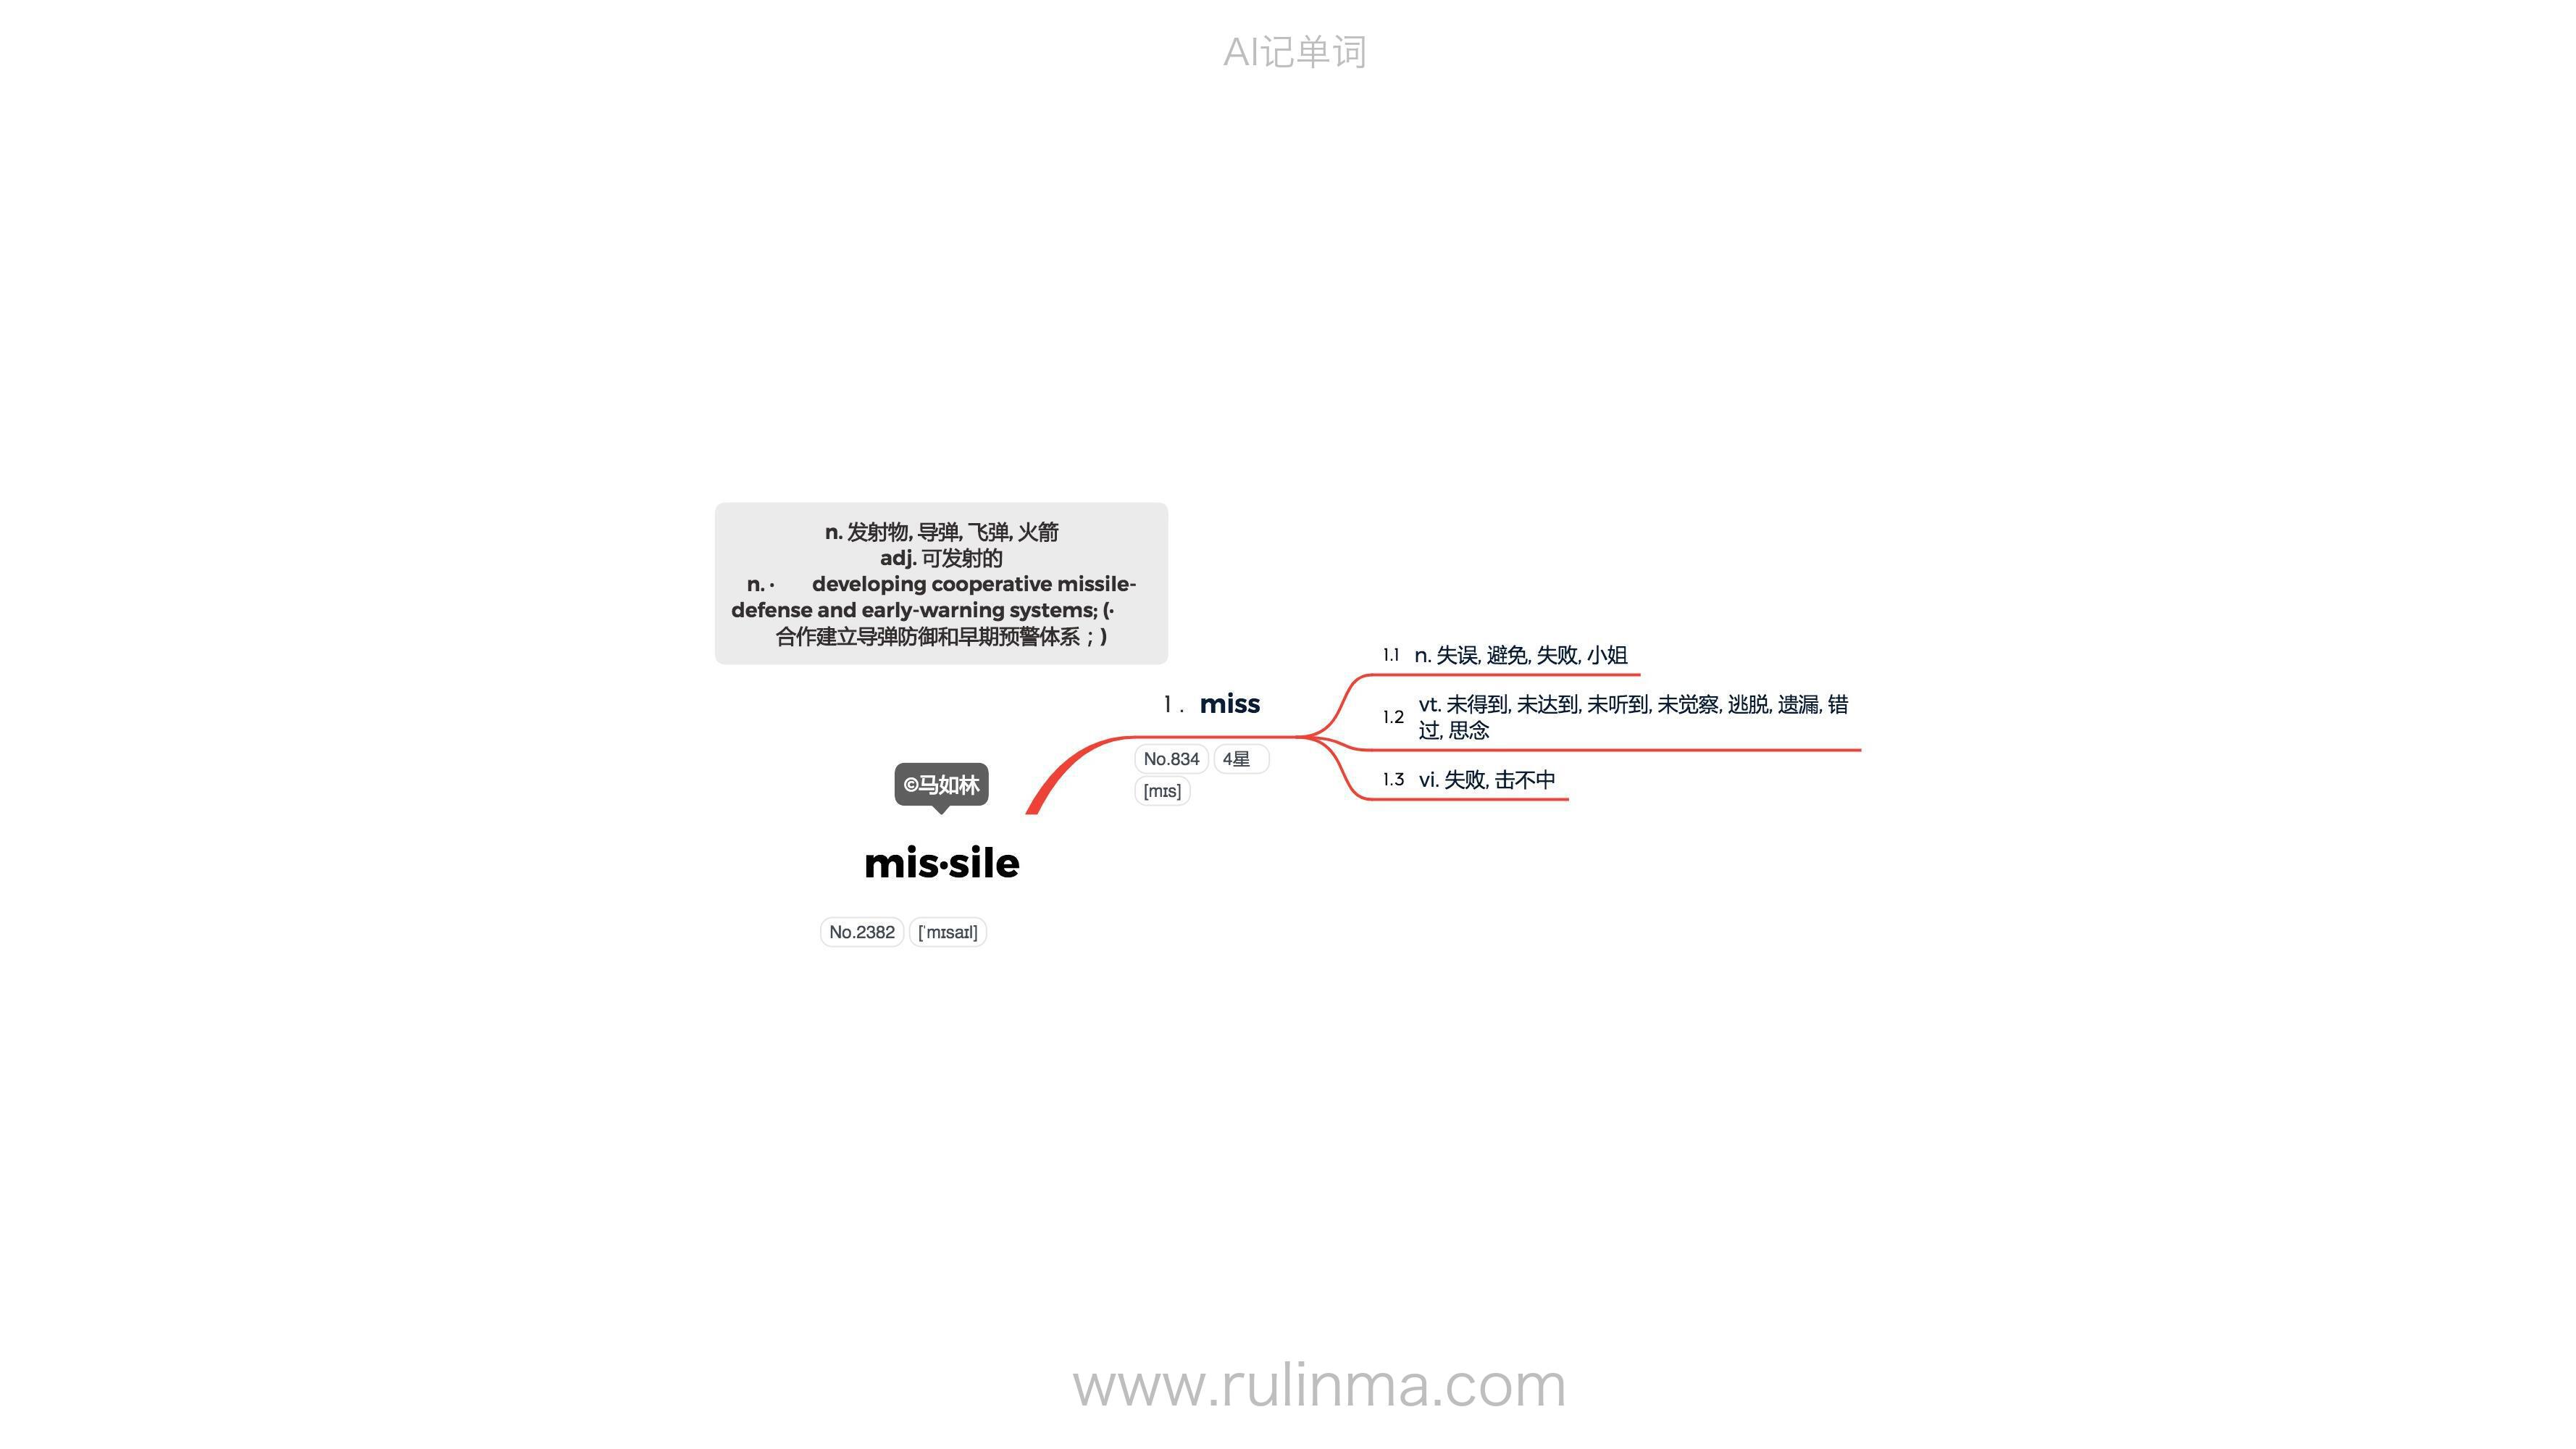 AI记单词
n. 发射物, 导弹, 飞弹, 火箭
adj. 可发射的
n. · developing cooperative missile-
defense and early-warning systems; (·
合作建立导弹防御和早期预警体系；)
1.1 n. 失误, 避免, 失败, 小姐
1. miss
1.2 vt. 未得到, 未达到, 未听到, 未觉察, 逃脱, 遗漏, 错
过, 思念
No.834 4星
[mɪs]
1.3 vi. 失败, 击不中
©马如林
mis·sile
No.2382 [ˈmɪsaɪl]
www.rulinma.com